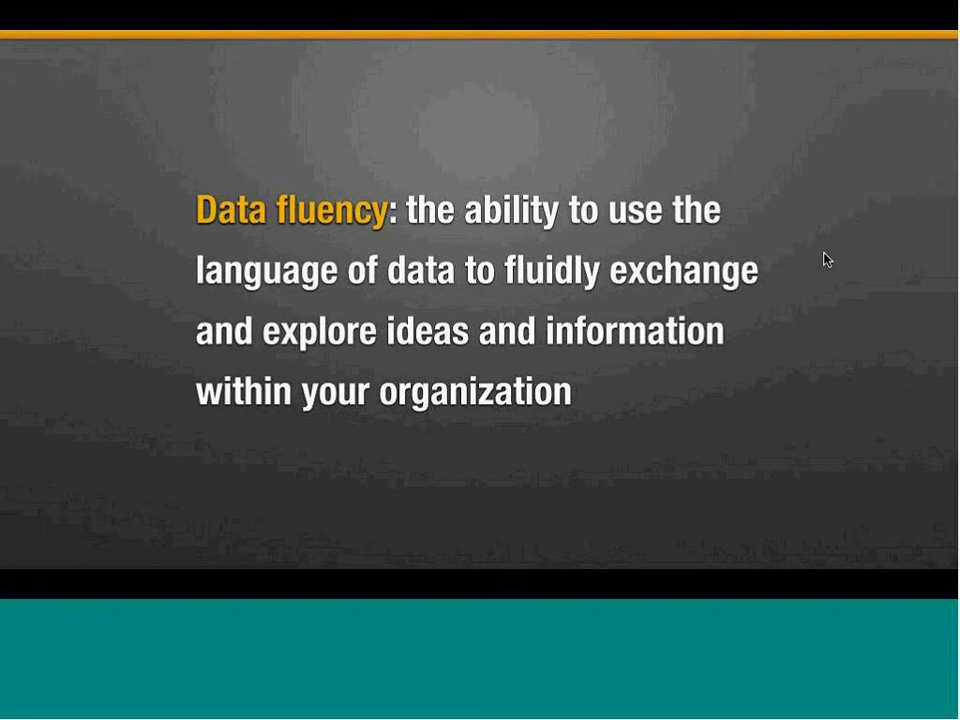 Data fluency: the ability to use the
language of data to fluidly exchange
and explore ideas and information
within your organization